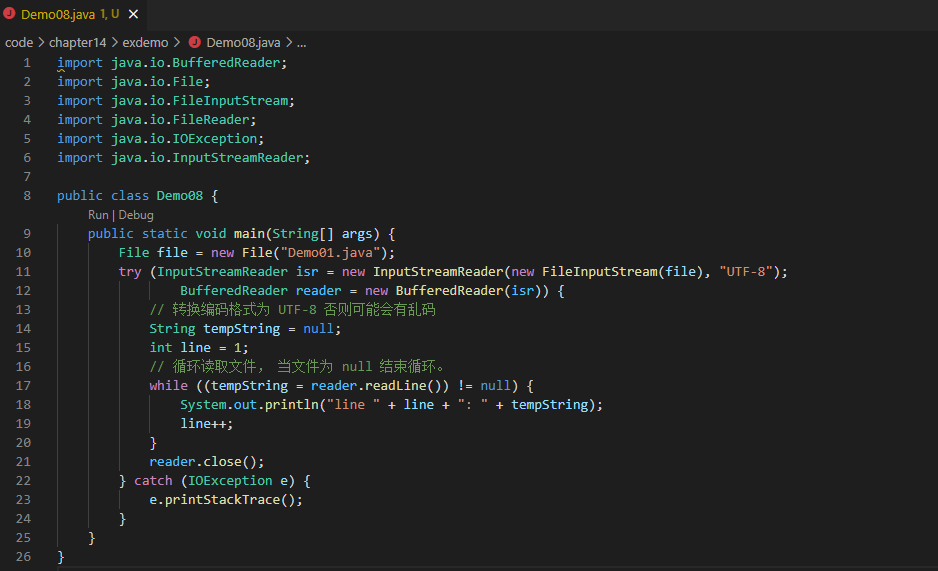 Demo08.java 1, U
code > chapter14 > exdemo > Demo08.java > ...
1 import java.io.BufferedReader;
2 import java.io.File;
3 import java.io.FileInputStream;
4 import java.io.FileReader;
5 import java.io.IOException;
6 import java.io.InputStreamReader;
7
8 public class Demo08 {
Run | Debug
9 public static void main(String[] args) {
10 File file = new File("Demo01.java");
11 try (InputStreamReader isr = new InputStreamReader(new FileInputStream(file), "UTF-8");
12 BufferedReader reader = new BufferedReader(isr)) {
13 // 转换编码格式为 UTF-8 否则可能会有乱码
14 String tempString = null;
15 int line = 1;
16 // 循环读取文件, 当文件为 null 结束循环。
17 while ((tempString = reader.readLine()) != null) {
18 System.out.println("line " + line + ": " + tempString);
19 line++;
20 }
21 reader.close();
22 } catch (IOException e) {
23 e.printStackTrace();
24 }
25 }
26 }